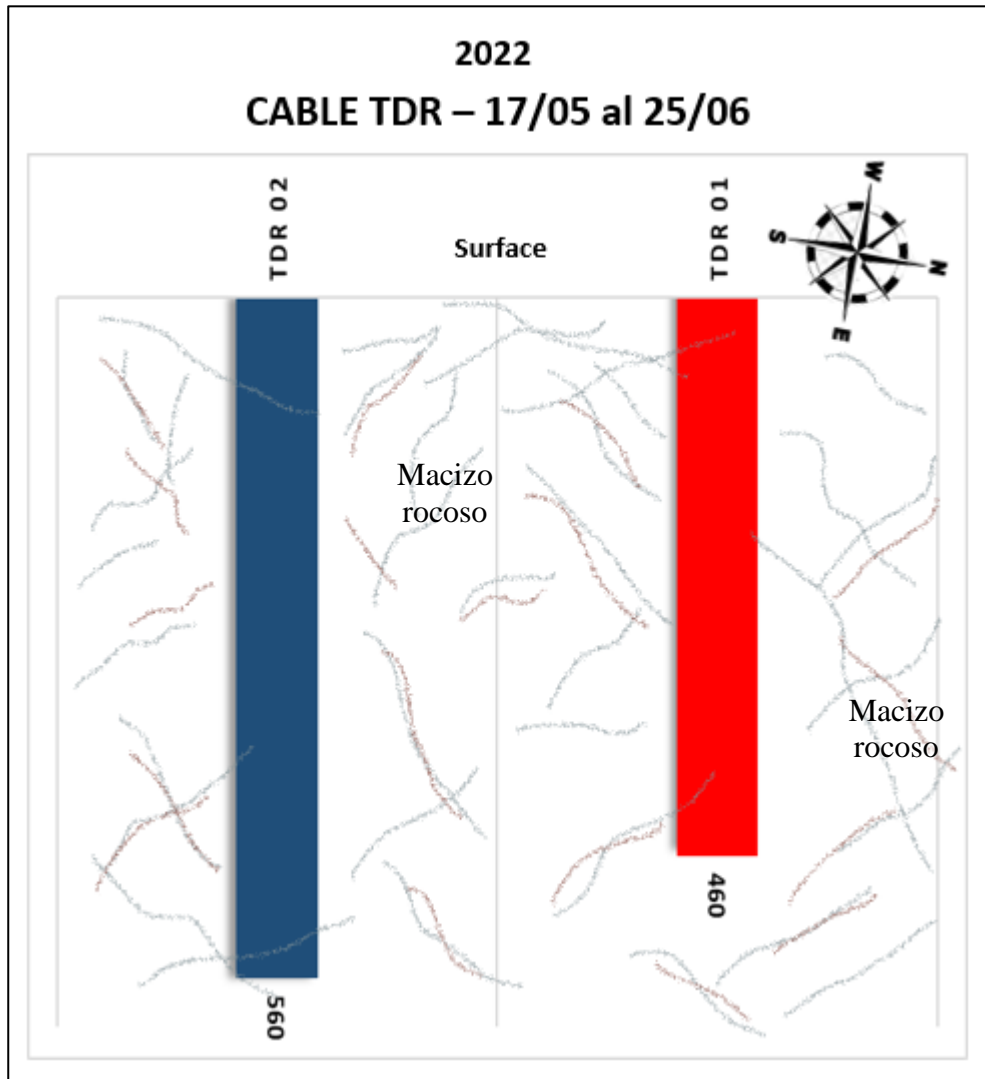 2022
CABLE TDR – 17/05 al 25/06
TDR 02
Surface
TDR 01
W
S
N
E
Macizo
rocoso
Macizo
rocoso
460
560